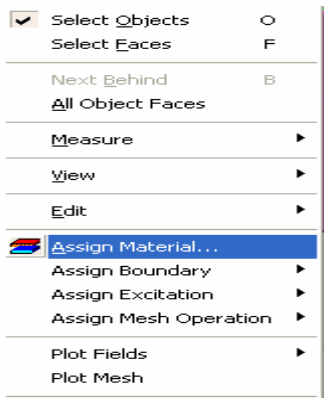 Select Objects O
Select Faces F
Next Behind B
All Object Faces
Measure
View
Edit
Assign Material...
Assign Boundary
Assign Excitation
Assign Mesh Operation
Plot Fields
Plot Mesh